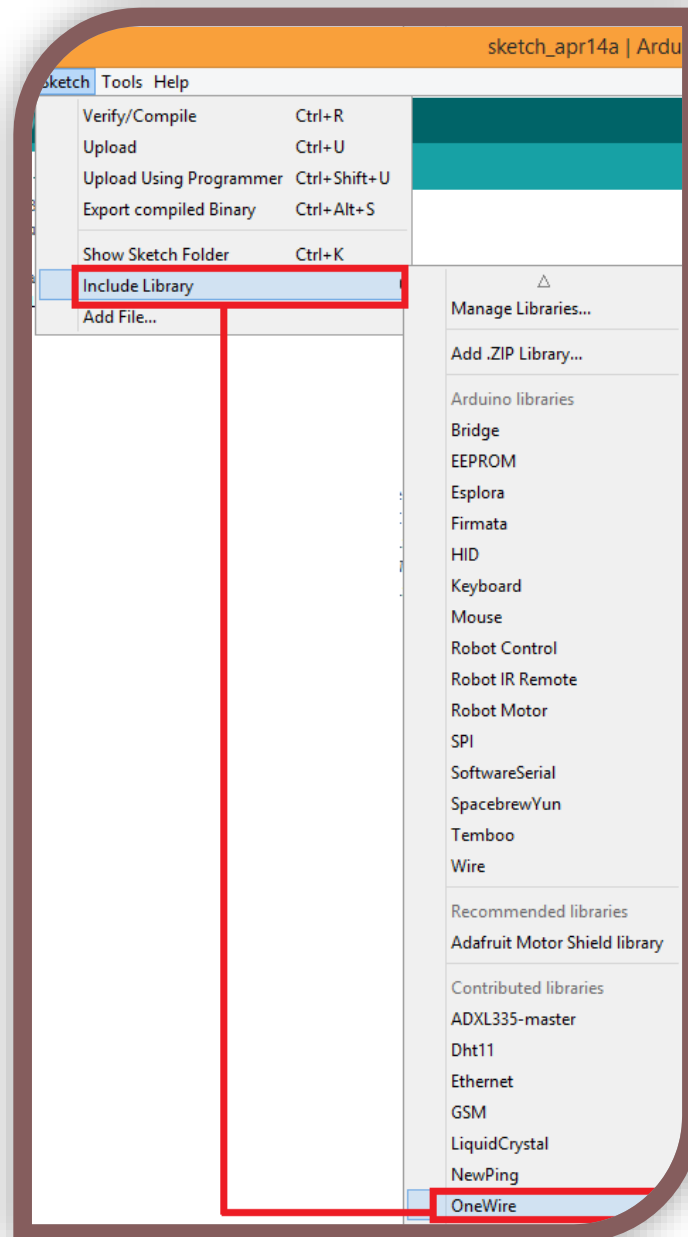 sketch_apr14a | Ardu
Sketch Tools Help
Verify/Compile Ctrl+R
Upload Ctrl+U
Upload Using Programmer Ctrl+Shift+U
Export compiled Binary Ctrl+Alt+S
Show Sketch Folder Ctrl+K
Include Library
Add File...
Manage Libraries...
Add .ZIP Library...
Arduino libraries
Bridge
EEPROM
Esplora
Firmata
HID
Keyboard
Mouse
Robot Control
Robot IR Remote
Robot Motor
SPI
SoftwareSerial
SpacebrewYun
Temboo
Wire
Recommended libraries
Adafruit Motor Shield library
Contributed libraries
ADXL335-master
Dht11
Ethernet
GSM
LiquidCrystal
NewPing
OneWire